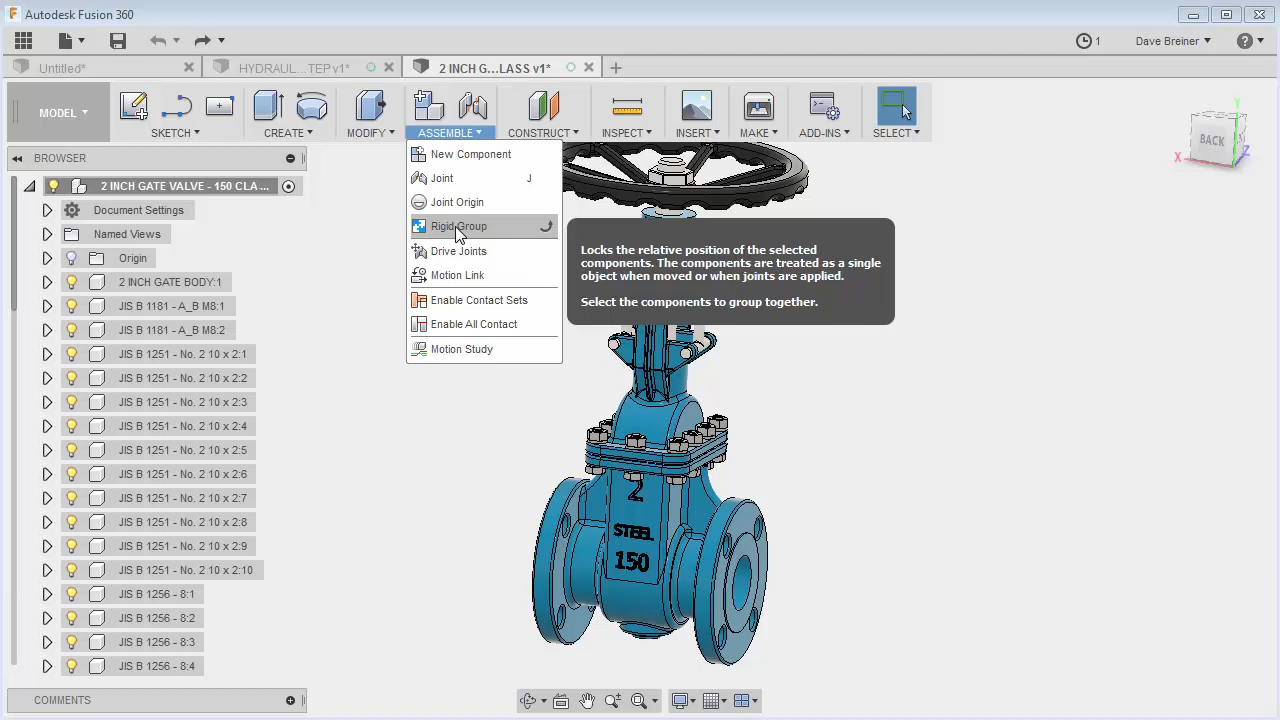 Autodesk Fusion 360
1
Dave Breiner
Untitled*
HYDRAUL...TEP v1*
2 INCH G...LASS v1*
MODEL
SKETCH
CREATE
MODIFY
ASSEMBLE
CONSTRUCT
INSPECT
INSERT
MAKE
ADD-INS
SELECT
BROWSER
2 INCH GATE VALVE - 150 CLA ...
Document Settings
Named Views
Origin
2 INCH GATE BODY:1
JIS B 1181 - A_B M8:1
JIS B 1181 - A_B M8:2
JIS B 1251 - No. 2 10 x 2:1
JIS B 1251 - No. 2 10 x 2:2
JIS B 1251 - No. 2 10 x 2:3
JIS B 1251 - No. 2 10 x 2:4
JIS B 1251 - No. 2 10 x 2:5
JIS B 1251 - No. 2 10 x 2:6
JIS B 1251 - No. 2 10 x 2:7
JIS B 1251 - No. 2 10 x 2:8
JIS B 1251 - No. 2 10 x 2:9
JIS B 1251 - No. 2 10 x 2:10
JIS B 1256 - 8:1
JIS B 1256 - 8:2
JIS B 1256 - 8:3
JIS B 1256 - 8:4
COMMENTS
New Component
Joint J
Joint Origin
Rigid Group
Drive Joints
Motion Link
Enable Contact Sets
Enable All Contact
Motion Study
Locks the relative position of the selected
components. The components are treated as a single
object when moved or when joints are applied.
Select the components to group together.
2
STEEL
150
Y
BACK
X
Z